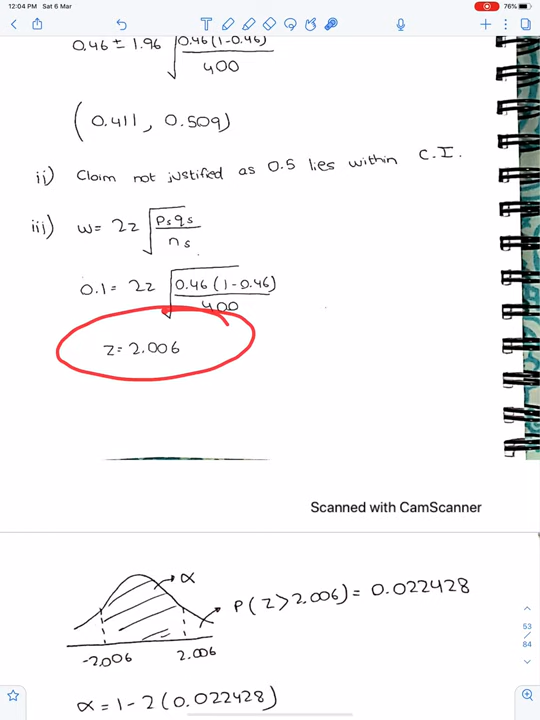 12:04 PM Sat 6 Mar
76%
0.46 ± 1.96 √0.46(1-0.46)
400
(0.411, 0.509)
ii) Claim not justified as 0.5 lies within C.I.
iii) w= 2z √Psqs
ns
0.1 = 2z √0.46(1-0.46)
400
z= 2.006
Scanned with CamScanner
α
P(Z>2.006) = 0.022428
-2.006 2.006
α = 1-2(0.022428)
53
/
84